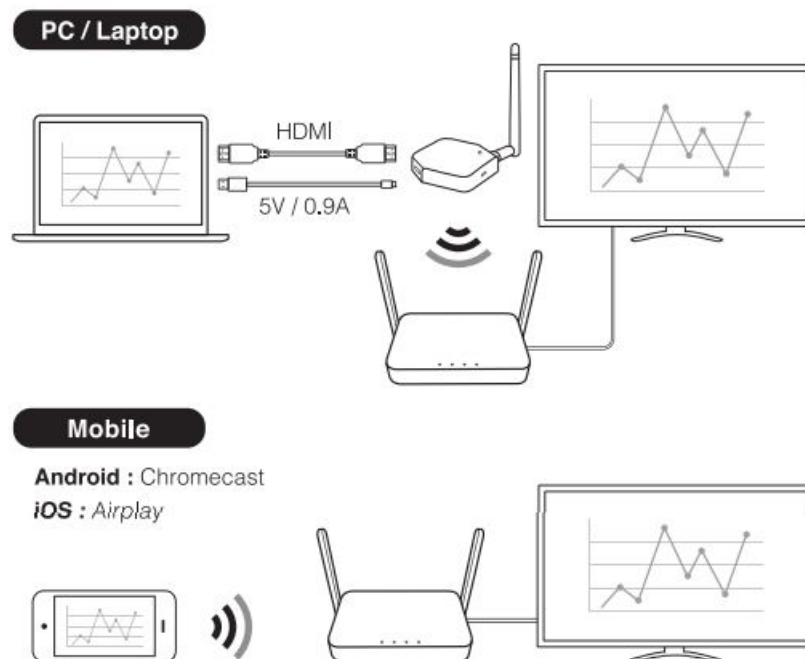 PC / Laptop
HDMI
5V / 0.9A
Mobile
Android : Chromecast
iOS : Airplay